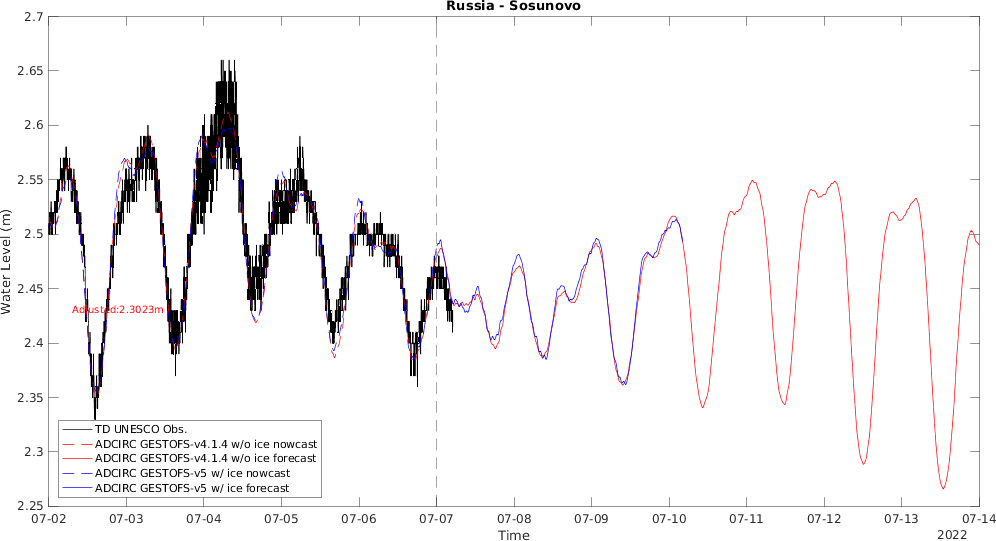 Russia - Sosunovo
2.7
2.65
2.6
2.55
2.5
2.45
2.4
2.35
2.3
2.25
Water Level (m)
Adjusted:2.3023m
TD UNESCO Obs.
ADCIRC GESTOFS-v4.1.4 w/o ice nowcast
ADCIRC GESTOFS-v4.1.4 w/o ice forecast
ADCIRC GESTOFS-v5 w/ ice nowcast
ADCIRC GESTOFS-v5 w/ ice forecast
07-02 07-03 07-04 07-05 07-06 07-07 07-08 07-09 07-10 07-11 07-12 07-13 07-14
Time
2022